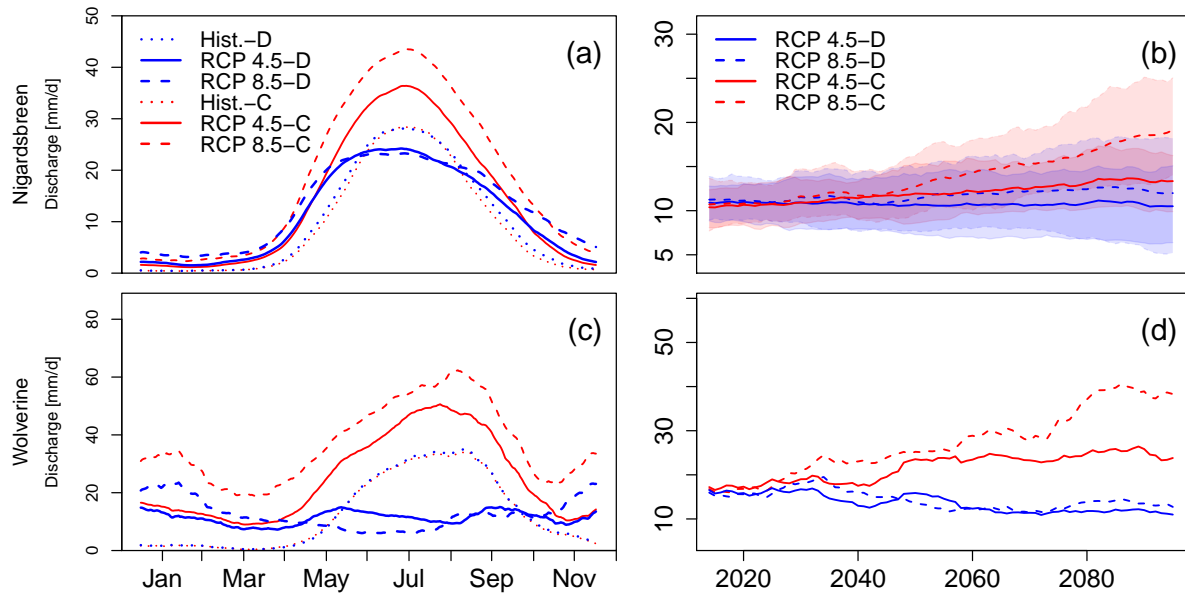 Nigardsbreen
Discharge [mm/d]
0 10 20 30 40 50
Hist.−D
RCP 4.5−D
RCP 8.5−D
Hist.−C
RCP 4.5−C
RCP 8.5−C
(a)
5 10 20 30
RCP 4.5−D
RCP 8.5−D
RCP 4.5−C
RCP 8.5−C
(b)
Wolverine
Discharge [mm/d]
0 20 40 60 80
(c)
Jan Mar May Jul Sep Nov
10 30 50
(d)
2020 2040 2060 2080